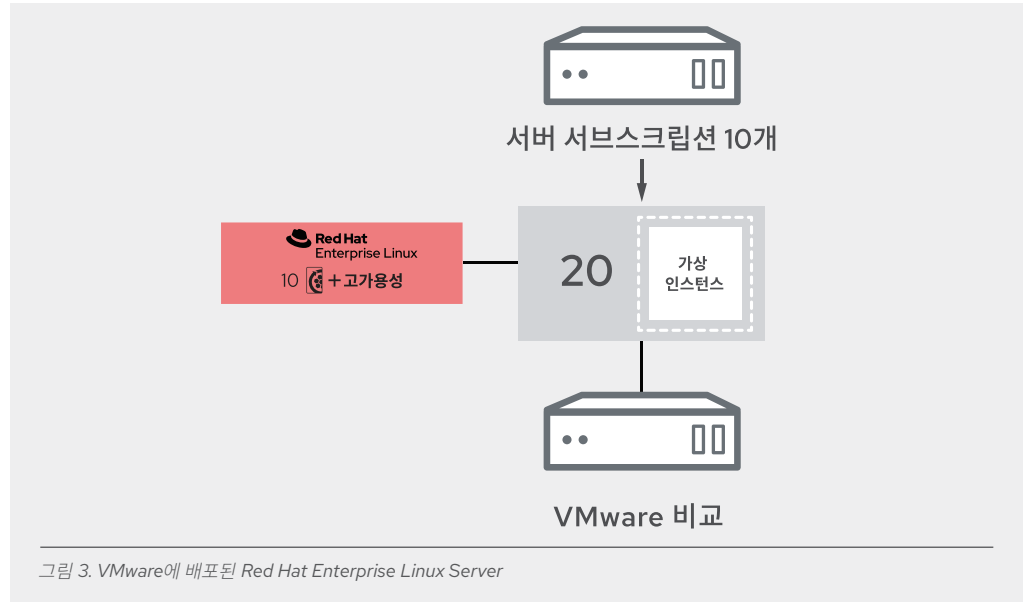 서버 서브스크립션 10개
Red Hat
Enterprise Linux
10 +고가용성
20
가상
인스턴스
VMware 비교
그림 3. VMware에 배포된 Red Hat Enterprise Linux Server